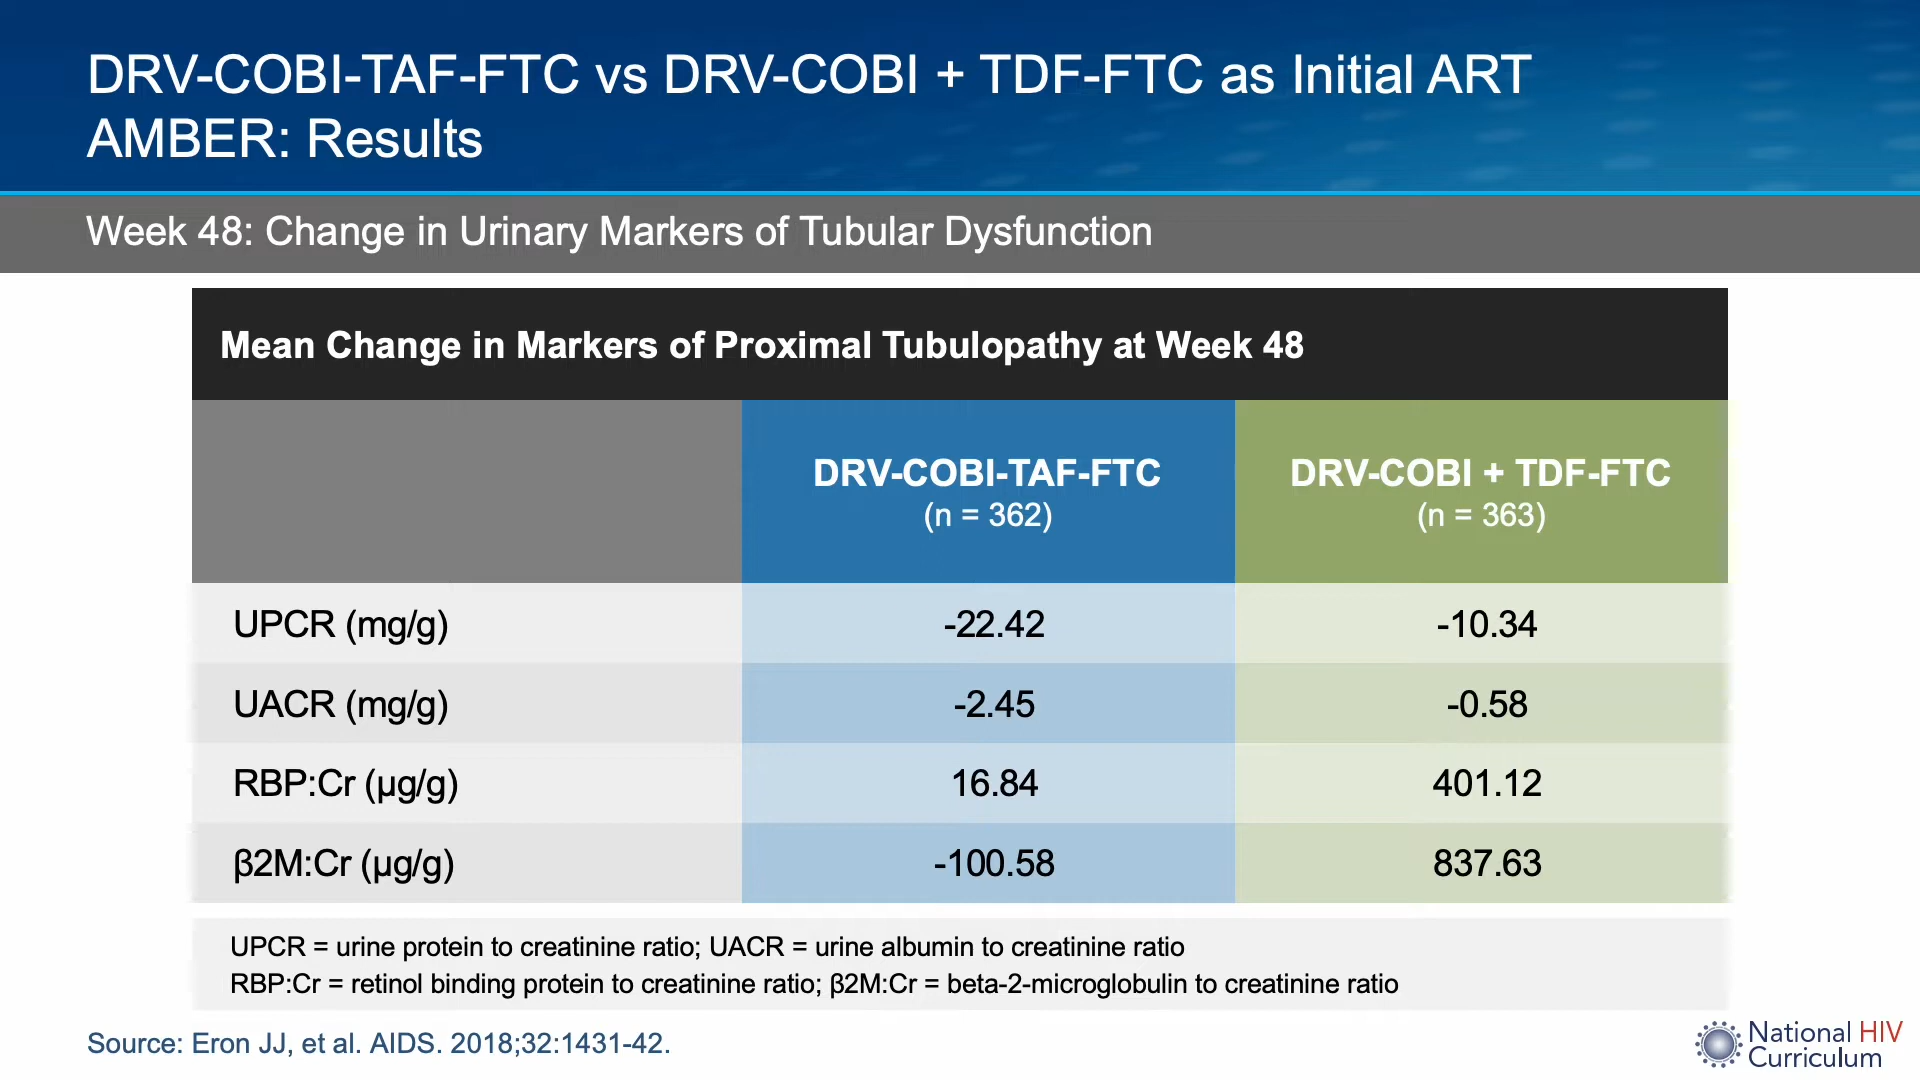 DRV-COBI-TAF-FTC vs DRV-COBI + TDF-FTC as Initial ART
AMBER: Results
Week 48: Change in Urinary Markers of Tubular Dysfunction
Mean Change in Markers of Proximal Tubulopathy at Week 48
DRV-COBI-TAF-FTC
(n = 362)
DRV-COBI + TDF-FTC
(n = 363)
UPCR (mg/g) -22.42 -10.34
UACR (mg/g) -2.45 -0.58
RBP:Cr (µg/g) 16.84 401.12
β2M:Cr (µg/g) -100.58 837.63
UPCR = urine protein to creatinine ratio; UACR = urine albumin to creatinine ratio
RBP:Cr = retinol binding protein to creatinine ratio; β2M:Cr = beta-2-microglobulin to creatinine ratio
Source: Eron JJ, et al. AIDS. 2018;32:1431-42.
National HIV
Curriculum